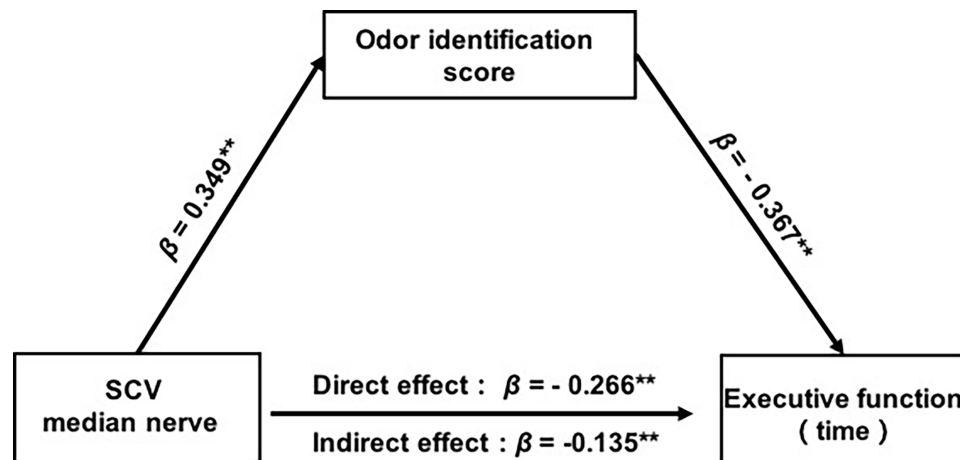 Odor identification
score
β = 0.349**
β = - 0.367**
SCV
median nerve
Direct effect : β = - 0.266**
Indirect effect : β = -0.135**
Executive function
( time )